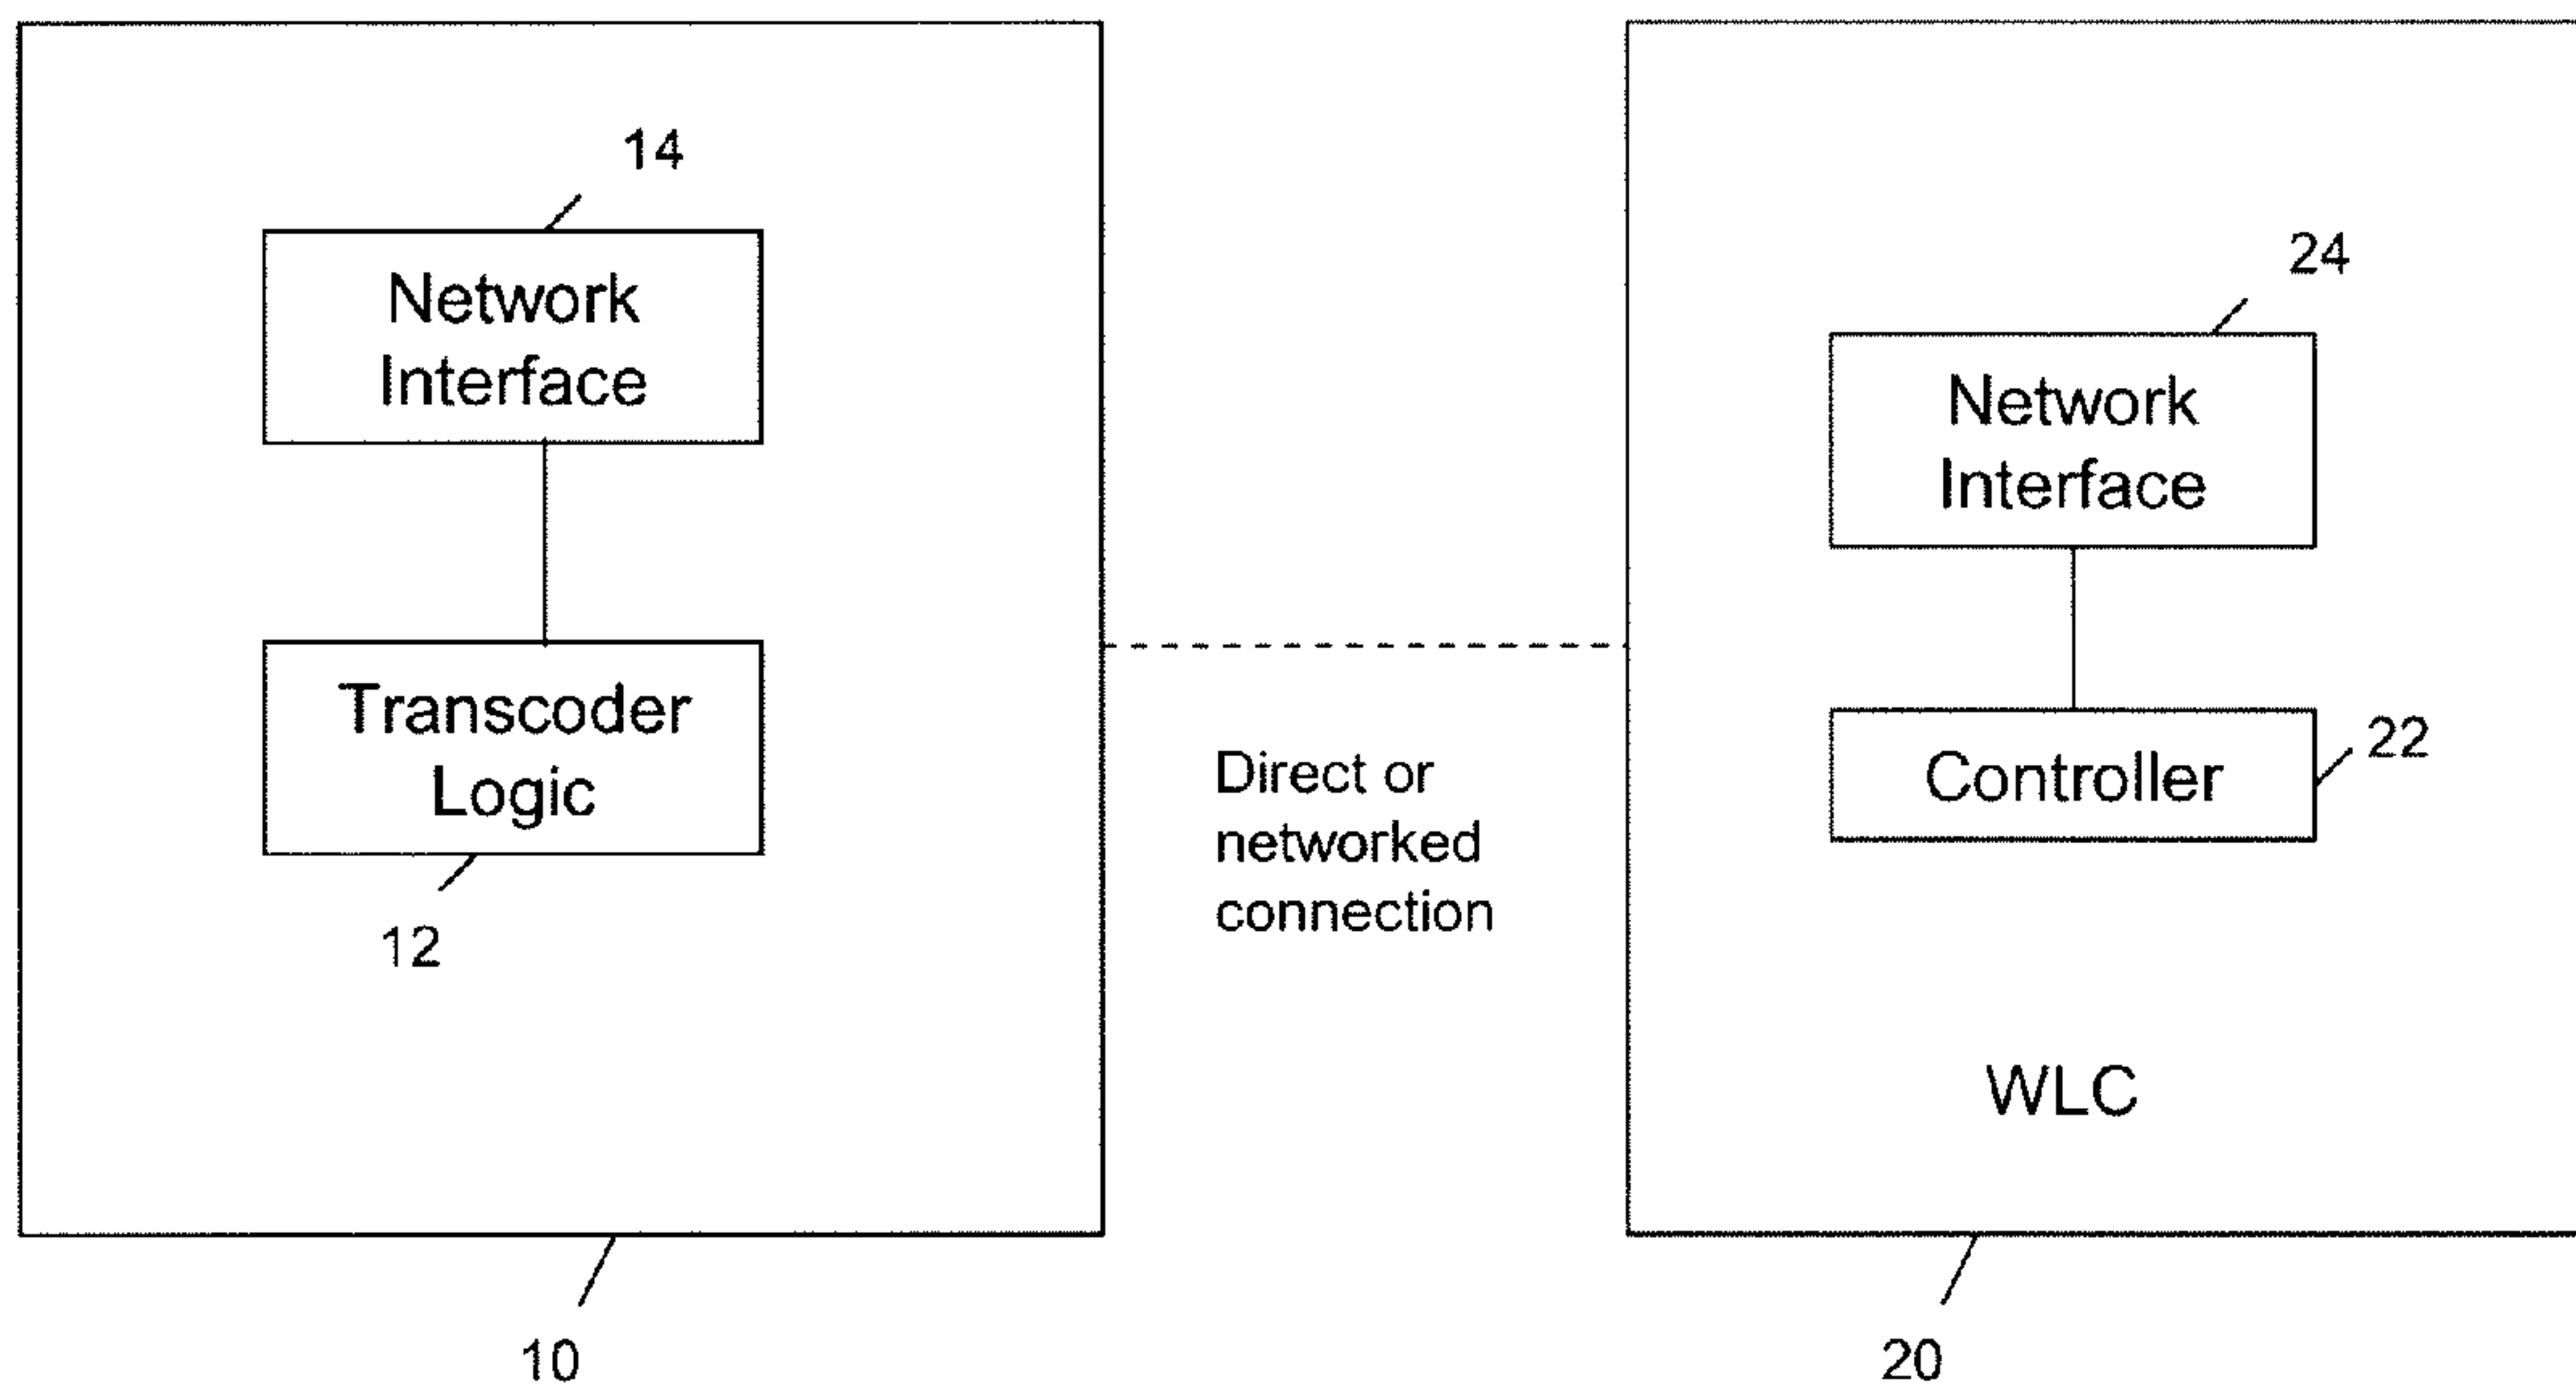 14
Network
Interface
Transcoder
Logic
12
10
Direct or
networked
connection
24
Network
Interface
Controller
22
WLC
20